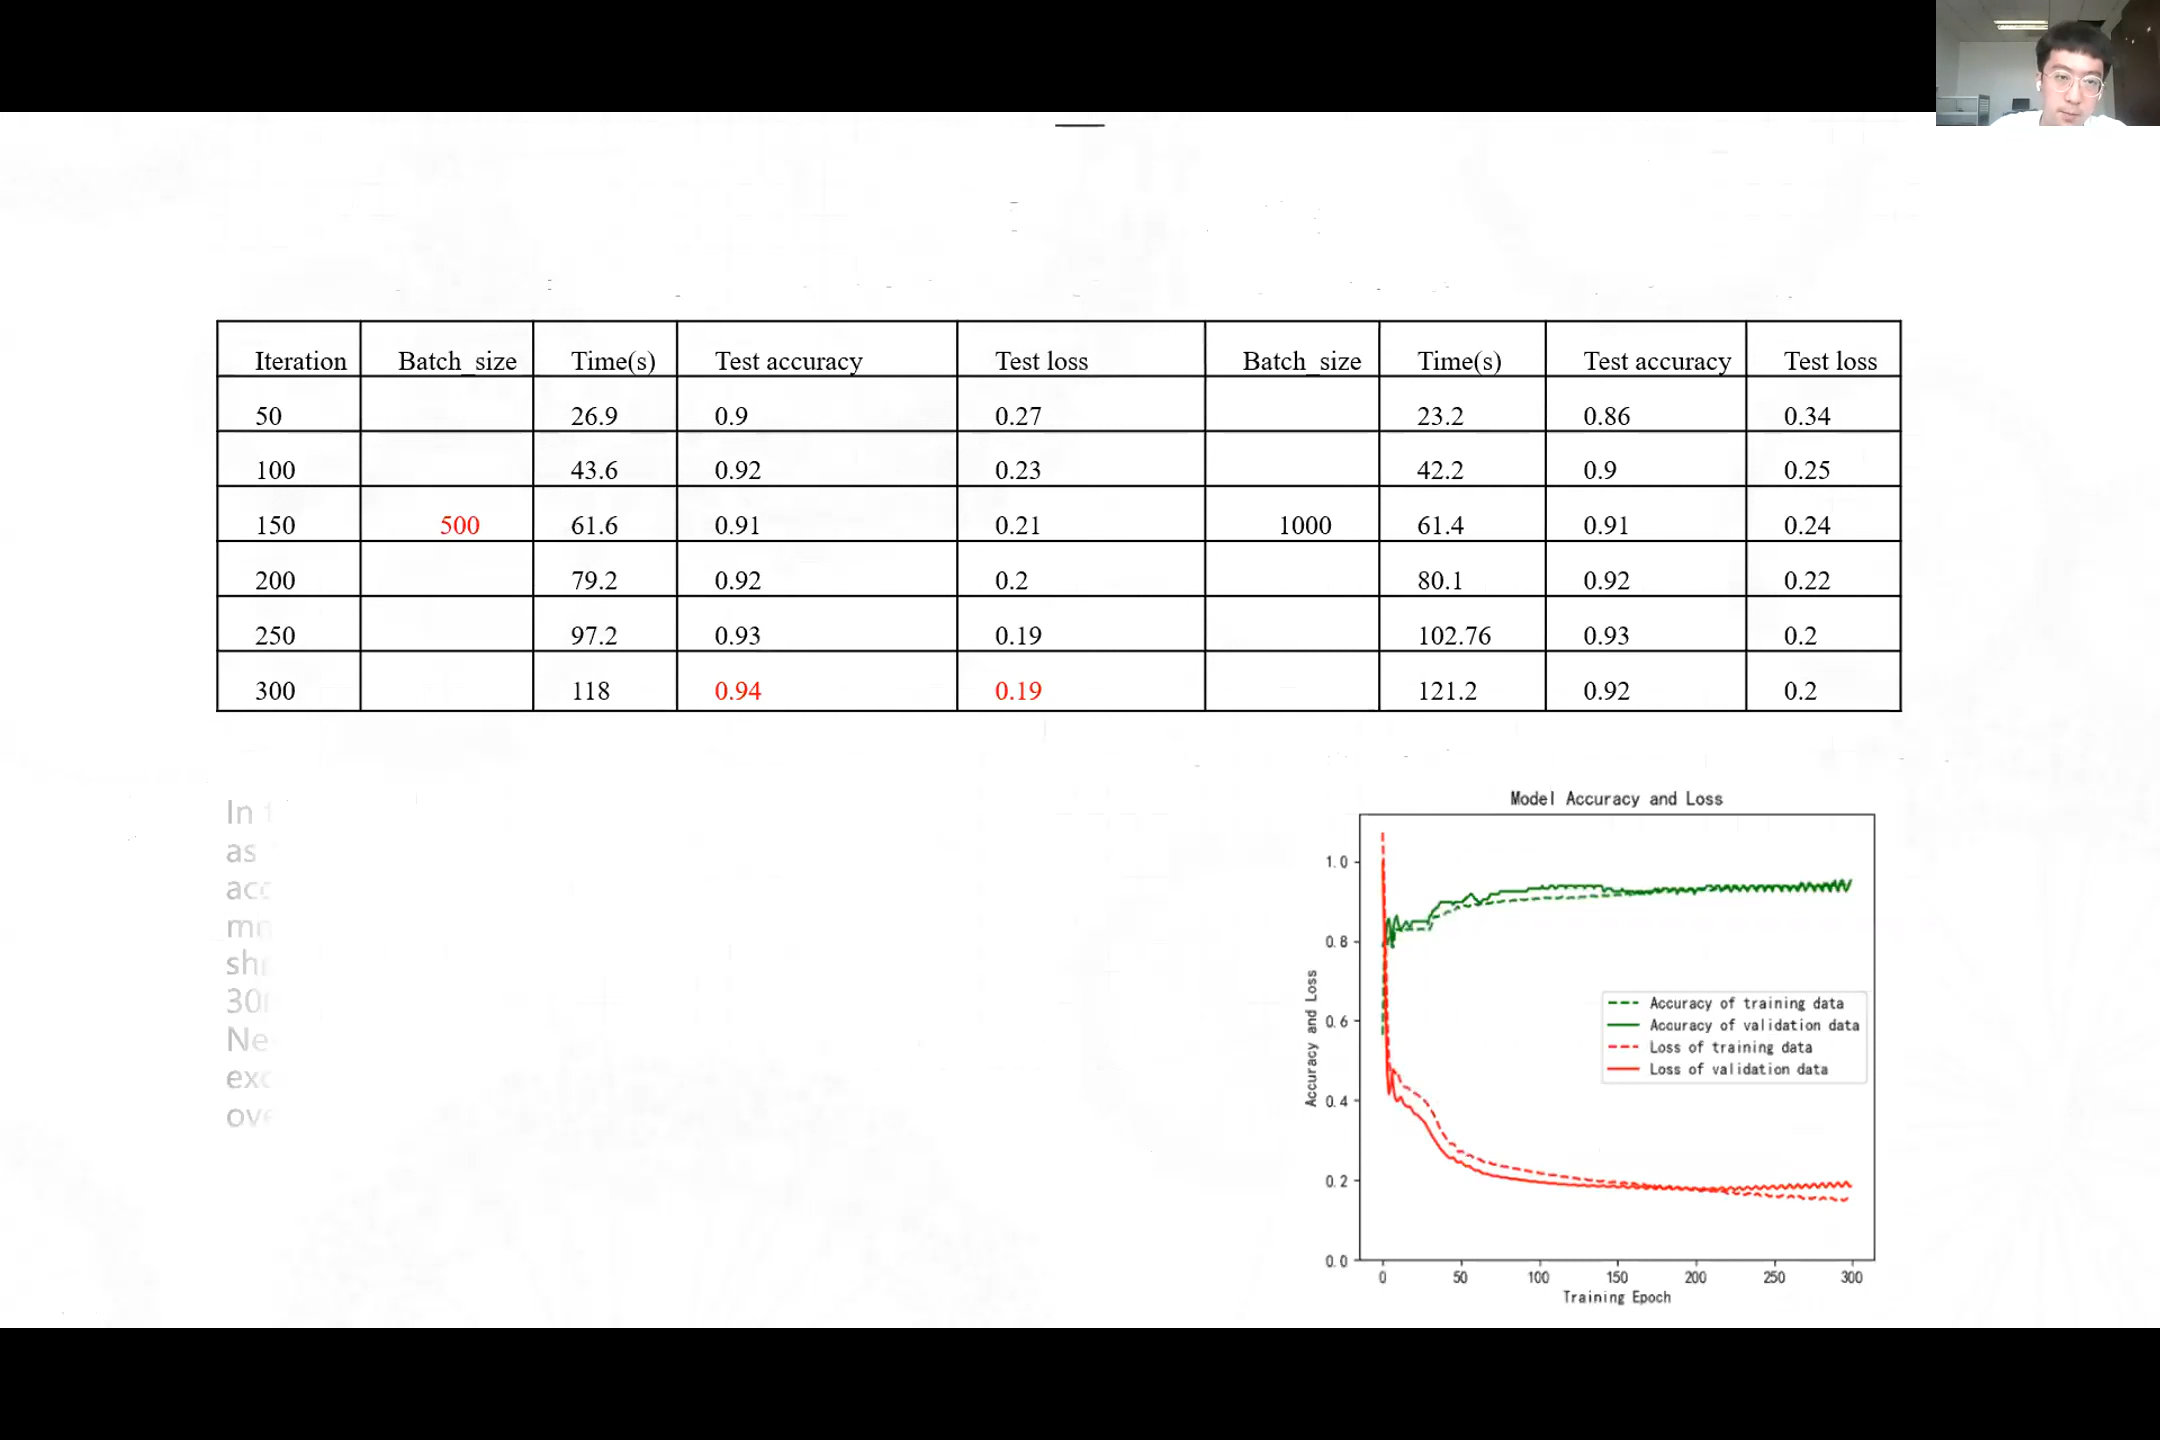 Iteration Batch_size Time(s) Test accuracy Test loss Batch_size Time(s) Test accuracy Test loss
50 26.9 0.9 0.27 23.2 0.86 0.34
100 43.6 0.92 0.23 42.2 0.9 0.25
150 500 61.6 0.91 0.21 1000 61.4 0.91 0.24
200 79.2 0.92 0.2 80.1 0.92 0.22
250 97.2 0.93 0.19 102.76 0.93 0.2
300 118 0.94 0.19 121.2 0.92 0.2
In
as
Model Accuracy and Loss
Accuracy and Loss
1.0
0.8
0.6
0.4
0.2
0.0
Accuracy of training data
Accuracy of validation data
Loss of training data
Loss of validation data
0 50 100 150 200 250 300
Training Epoch